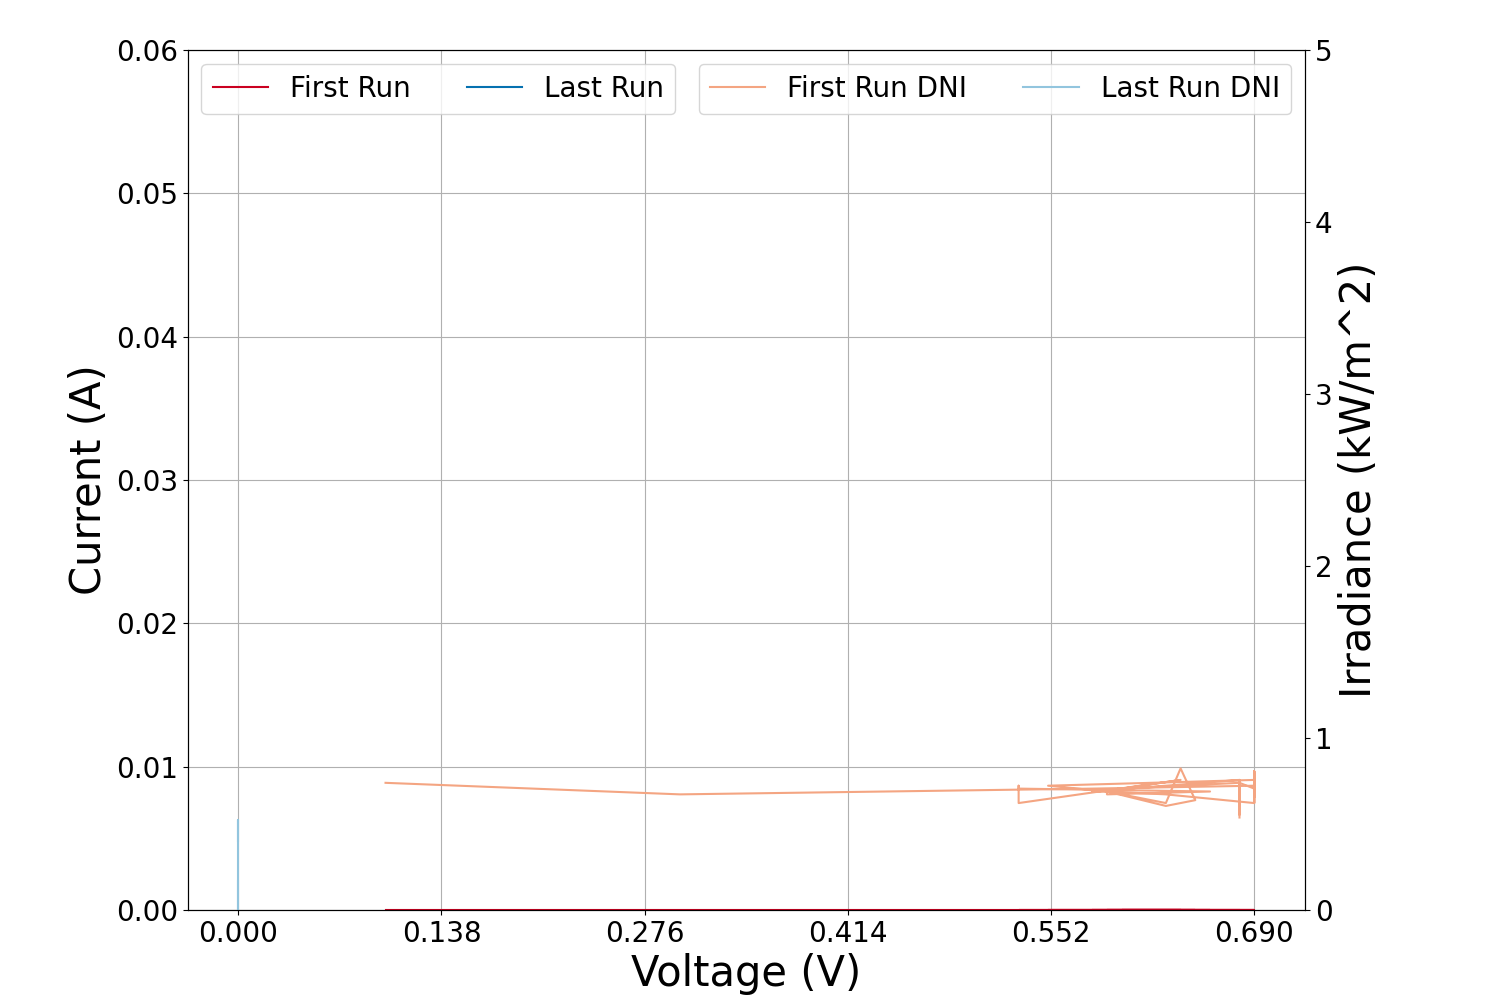 First Run
Last Run
First Run DNI
Last Run DNI
0.06
0.05
0.04
0.03
0.02
0.01
0.00
Current (A)
5
4
3
2
1
0
Irradiance (kW/m^2)
0.000 0.138 0.276 0.414 0.552 0.690
Voltage (V)